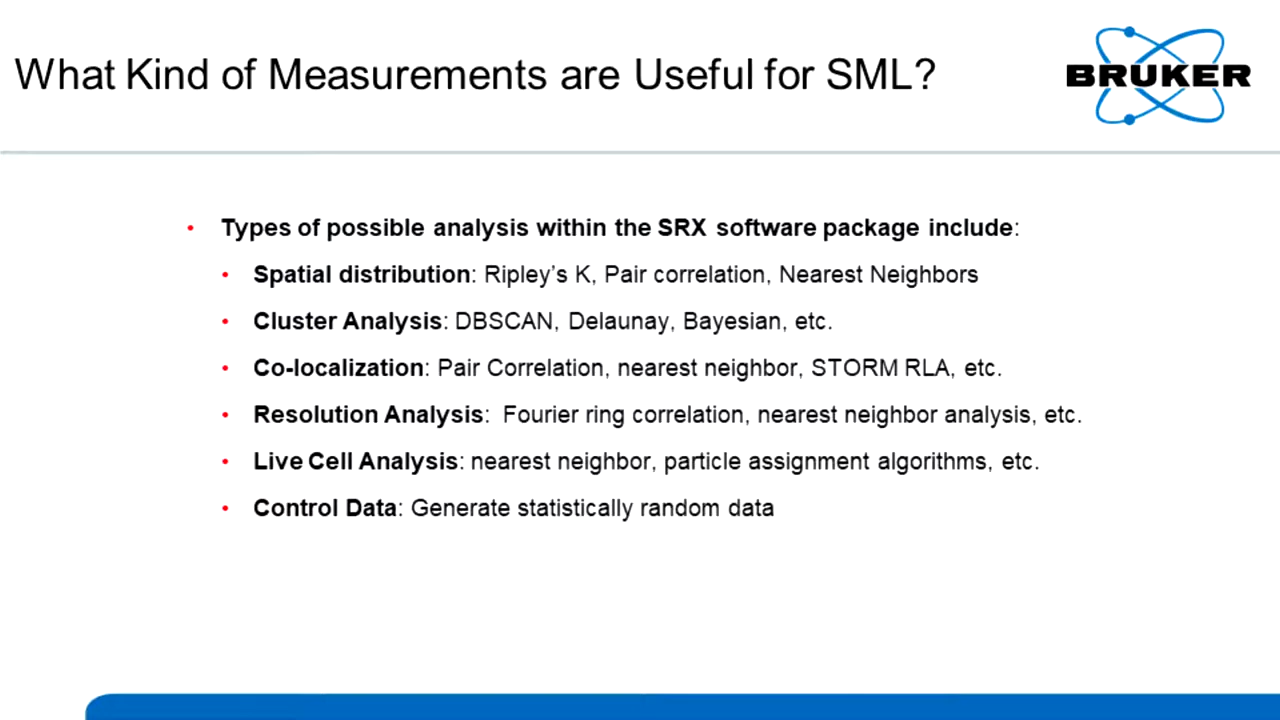 What Kind of Measurements are Useful for SML?
BRUKER
• Types of possible analysis within the SRX software package include:
• Spatial distribution: Ripley’s K, Pair correlation, Nearest Neighbors
• Cluster Analysis: DBSCAN, Delaunay, Bayesian, etc.
• Co-localization: Pair Correlation, nearest neighbor, STORM RLA, etc.
• Resolution Analysis:  Fourier ring correlation, nearest neighbor analysis, etc.
• Live Cell Analysis: nearest neighbor, particle assignment algorithms, etc.
• Control Data: Generate statistically random data